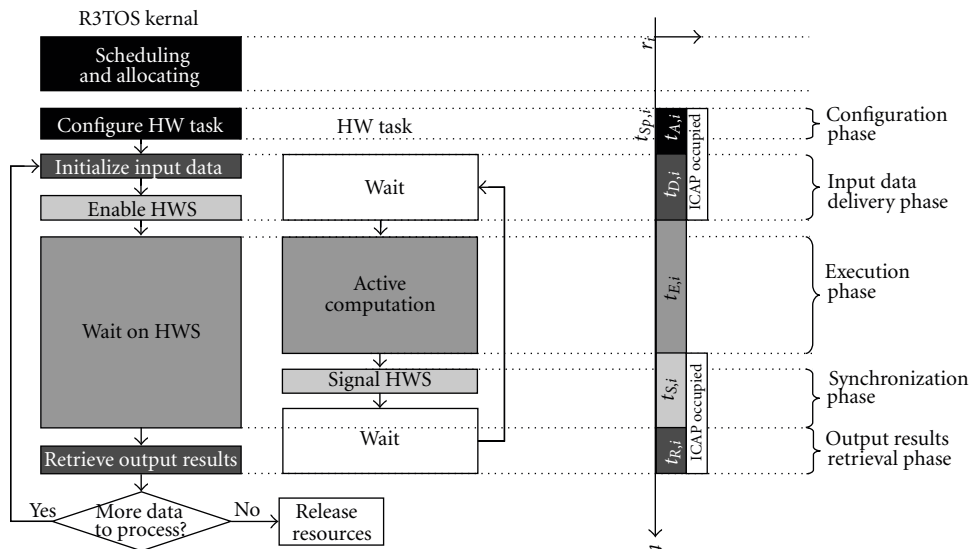 R3TOS kernel
Scheduling
and allocating
Configure HW task
HW task
Initialize input data
Wait
Enable HWS
Wait on HWS
Active
computation
Signal HWS
Wait
Retrieve output results
Yes
More data
to process?
No
Release
resources
r_i
t_{Sp,i}
t_{A,i}
t_{D,i}
ICAP occupied
t_{E,i}
t_{S,i}
t_{R,i}
ICAP occupied
Configuration
phase
Input data
delivery phase
Execution
phase
Synchronization
phase
Output results
retrieval phase